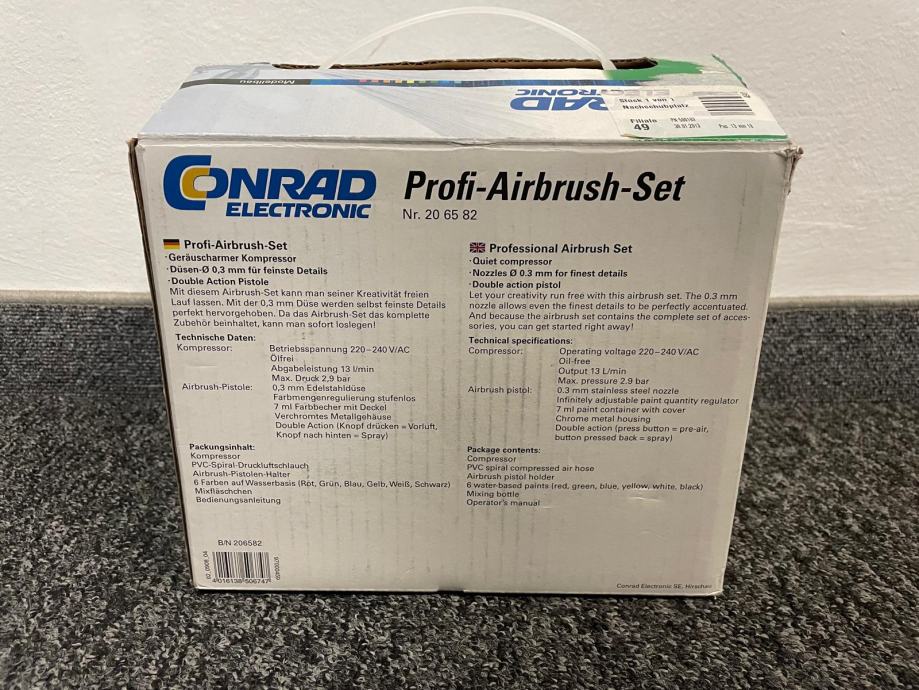 Modellbau
CONRAD
ELECTRONIC
Stück 1 von 1
Nachschubplatz
Filiale
49
30.01.2013
CONRAD
ELECTRONIC
Profi-Airbrush-Set
Nr. 20 65 82
Profi-Airbrush-Set
· Geräuscharmer Kompressor
· Düsen-Ø 0,3 mm für feinste Details
· Double Action Pistole
Mit diesem Airbrush-Set kann man seiner Kreativität freien
Lauf lassen. Mit der 0,3 mm Düse werden selbst feinste Details
perfekt hervorgehoben. Da das Airbrush-Set das komplette
Zubehör beinhaltet, kann man sofort loslegen!
Technische Daten:
Kompressor: Betriebsspannung 220–240 V/AC
Ölfrei
Abgabeleistung 13 l/min
Max. Druck 2,9 bar
Airbrush-Pistole: 0,3 mm Edelstahldüse
Farbmengenregulierung stufenlos
7 ml Farbbecher mit Deckel
Verchromtes Metallgehäuse
Double Action (Knopf drücken = Vorluft,
Knopf nach hinten = Spray)
Packungsinhalt:
Kompressor
PVC-Spiral-Druckluftschlauch
Airbrush-Pistolen-Halter
6 Farben auf Wasserbasis (Rot, Grün, Blau, Gelb, Weiß, Schwarz)
Mixfläschchen
Bedienungsanleitung
B/N 206582
4016138506747
Professional Airbrush Set
· Quiet compressor
· Nozzles Ø 0.3 mm for finest details
· Double action pistol
Let your creativity run free with this airbrush set. The 0.3 mm
nozzle allows even the finest details to be perfectly accentuated.
And because the airbrush set contains the complete set of acces-
sories, you can get started right away!
Technical specifications:
Compressor: Operating voltage 220–240 V/AC
Oil-free
Output 13 L/min
Max. pressure 2.9 bar
Airbrush pistol: 0.3 mm stainless steel nozzle
Infinitely adjustable paint quantity regulator
7 ml paint container with cover
Chrome metal housing
Double action (press button = pre-air,
button pressed back = spray)
Package contents:
Compressor
PVC spiral compressed air hose
Airbrush pistol holder
6 water-based paints (red, green, blue, yellow, white, black)
Mixing bottle
Operator's manual
Conrad Electronic SE, Hirschau